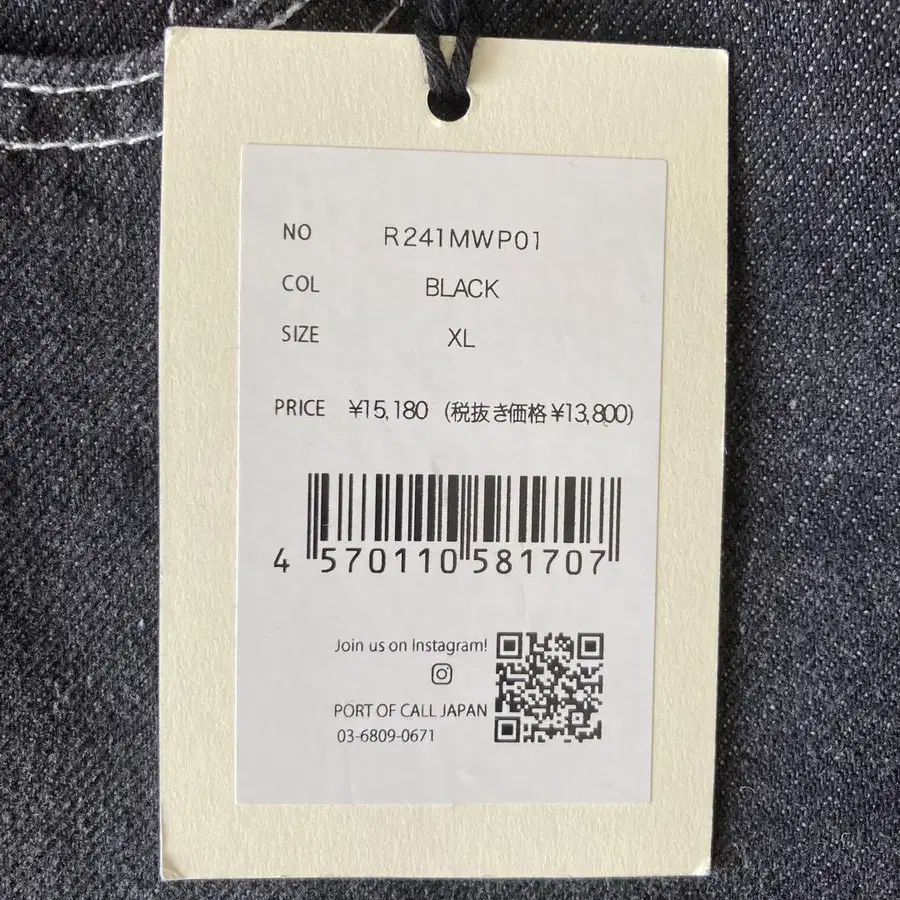 NO R241MWP01
COL BLACK
SIZE XL
PRICE ¥15,180 (税抜き価格 ¥13,800)
4 570110 581707
Join us on Instagram!
PORT OF CALL JAPAN
03-6809-0671